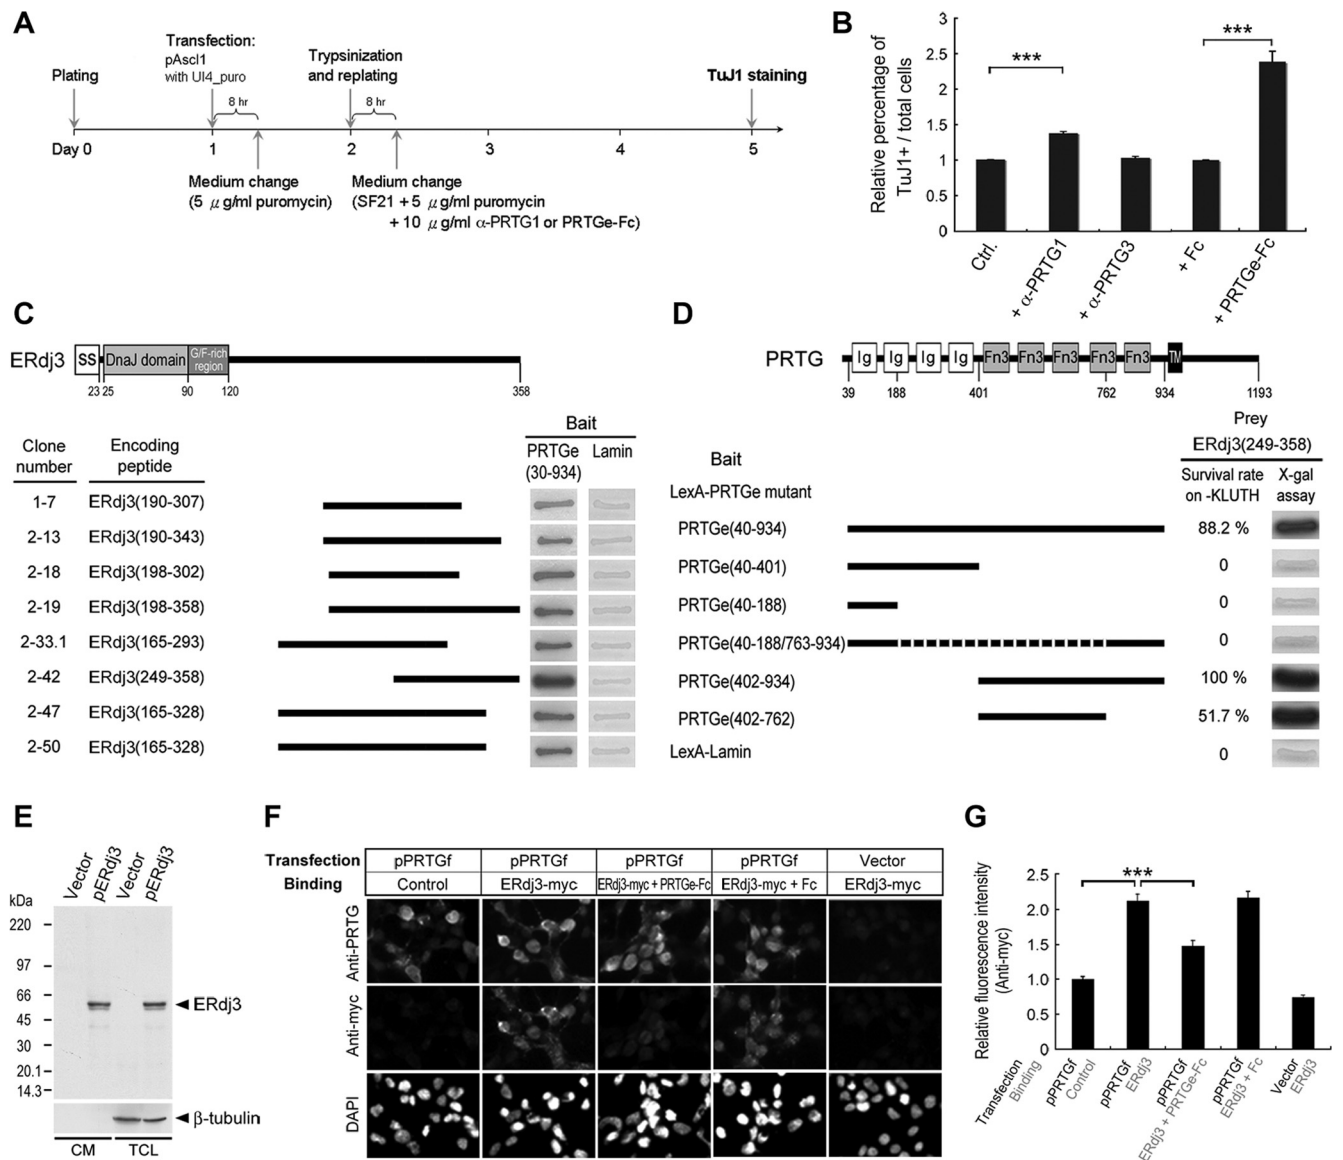 A
Transfection:
pAscl1
with UI4_puro
Trypsinization
and replating
Plating
TuJ1 staining
8 hr
8 hr
Day 0
1
2
3
4
5
Medium change
(5 μg/ml puromycin)
Medium change
(SF21 + 5 μg/ml puromycin
+ 10 μg/ml α-PRTG1 or PRTGe-Fc)
B
Relative percentage of
TuJ1+ / total cells
3
2.5
2
1.5
1
0.5
0
***
***
Ctrl.
+ α-PRTG1
+ α-PRTG3
+ Fc
+ PRTGe-Fc
C
ERdj3
SS
DnaJ domain
G/F-rich
region
23 25
90
120
358
Clone
number
Encoding
peptide
Bait
PRTGe
(30-934)
Lamin
1-7 ERdj3(190-307)
2-13 ERdj3(190-343)
2-18 ERdj3(198-302)
2-19 ERdj3(198-358)
2-33.1 ERdj3(165-293)
2-42 ERdj3(249-358)
2-47 ERdj3(165-328)
2-50 ERdj3(165-328)
D
PRTG
Ig Ig Ig Ig Fn3 Fn3 Fn3 Fn3 Fn3 TM
39 188 401 762 934 1193
Prey
ERdj3(249-358)
Bait
Survival rate
on -KLUTH
X-gal
assay
LexA-PRTGe mutant
PRTGe(40-934) 88.2 %
PRTGe(40-401) 0
PRTGe(40-188) 0
PRTGe(40-188/763-934) 0
PRTGe(402-934) 100 %
PRTGe(402-762) 51.7 %
LexA-Lamin 0
E
Vector
pERdj3
Vector
pERdj3
kDa
220
97
66
45
30
20.1
14.3
ERdj3
β-tubulin
CM
TCL
F
Transfection pPRTGf pPRTGf pPRTGf pPRTGf Vector
Binding Control ERdj3-myc ERdj3-myc + PRTGe-Fc ERdj3-myc + Fc ERdj3-myc
Anti-PRTG
Anti-myc
DAPI
G
Relative fluorescence intensity
(Anti-myc)
2.5
2.0
1.5
1.0
0.5
0
***
Transfection
Binding
pPRTGf
Control
pPRTGf
ERdj3
pPRTGf
ERdj3 + PRTGe-Fc
pPRTGf
ERdj3 + Fc
Vector
ERdj3